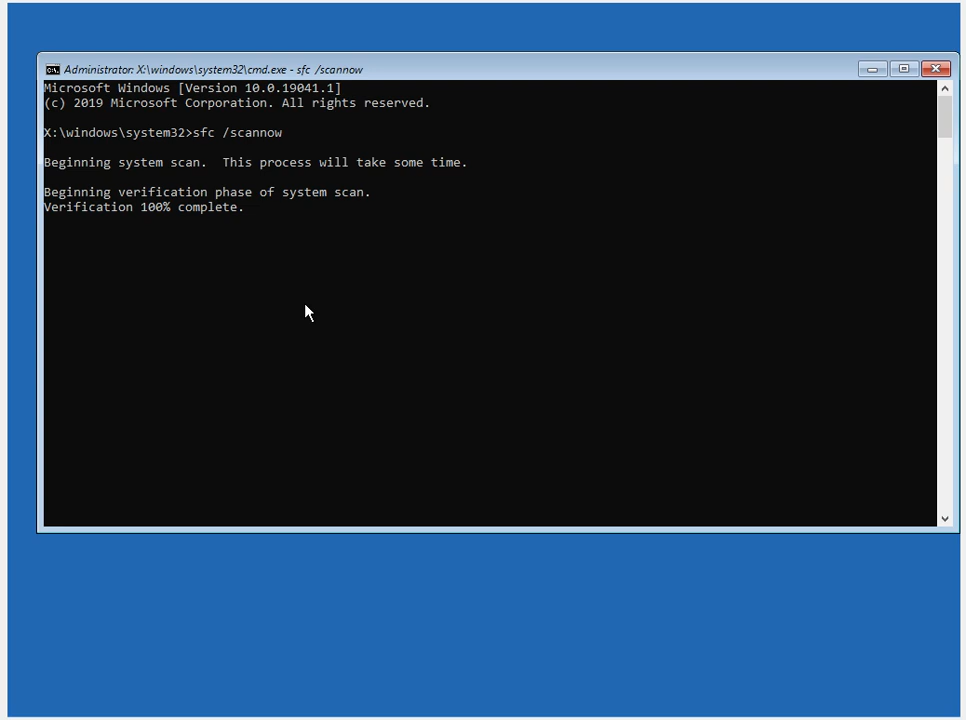 Administrator: X:\windows\system32\cmd.exe - sfc /scannow
Microsoft Windows [Version 10.0.19041.1]
(c) 2019 Microsoft Corporation. All rights reserved.
X:\windows\system32>sfc /scannow
Beginning system scan.  This process will take some time.
Beginning verification phase of system scan.
Verification 100% complete.